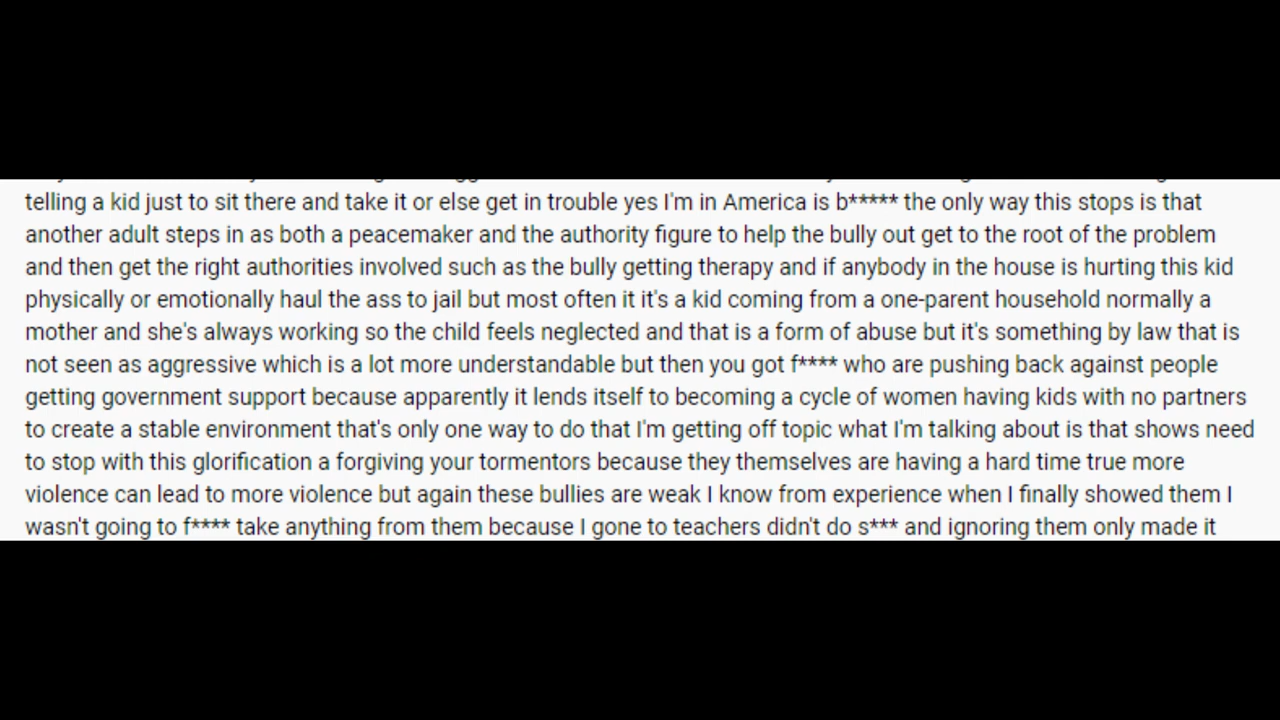 telling a kid just to sit there and take it or else get in trouble yes I'm in America is b***** the only way this stops is that
another adult steps in as both a peacemaker and the authority figure to help the bully out get to the root of the problem
and then get the right authorities involved such as the bully getting therapy and if anybody in the house is hurting this kid
physically or emotionally haul the ass to jail but most often it it's a kid coming from a one-parent household normally a
mother and she's always working so the child feels neglected and that is a form of abuse but it's something by law that is
not seen as aggressive which is a lot more understandable but then you got f**** who are pushing back against people
getting government support because apparently it lends itself to becoming a cycle of women having kids with no partners
to create a stable environment that's only one way to do that I'm getting off topic what I'm talking about is that shows need
to stop with this glorification a forgiving your tormentors because they themselves are having a hard time true more
violence can lead to more violence but again these bullies are weak I know from experience when I finally showed them I
wasn't going to f**** take anything from them because I gone to teachers didn't do s*** and ignoring them only made it